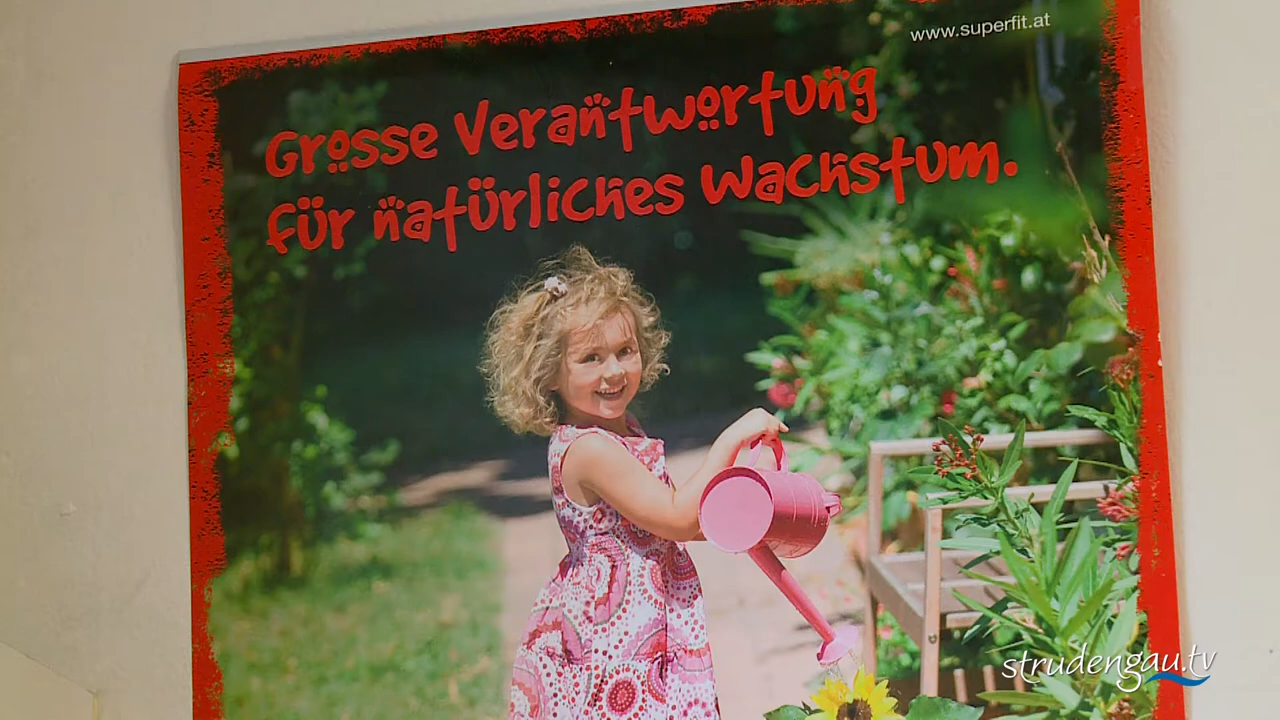 www.superfit.at
Grosse Verantwortung
für natürliches Wachstum.
strudengau.tv